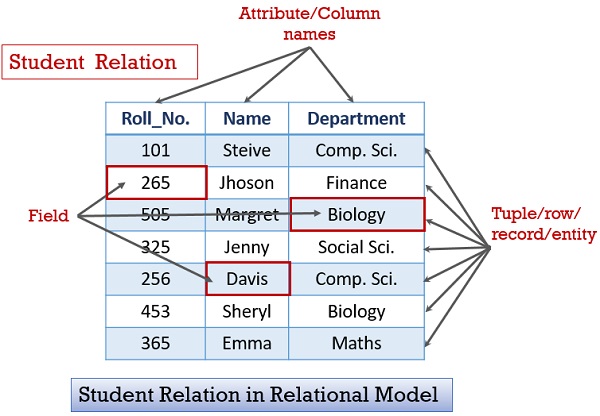 Attribute/Column
names
Student Relation
Roll_No. Name Department
101 Steive Comp. Sci.
265 Jhoson Finance
Field
505 Margret Biology
Tuple/row/
record/entity
325 Jenny Social Sci.
256 Davis Comp. Sci.
453 Sheryl Biology
365 Emma Maths
Student Relation in Relational Model